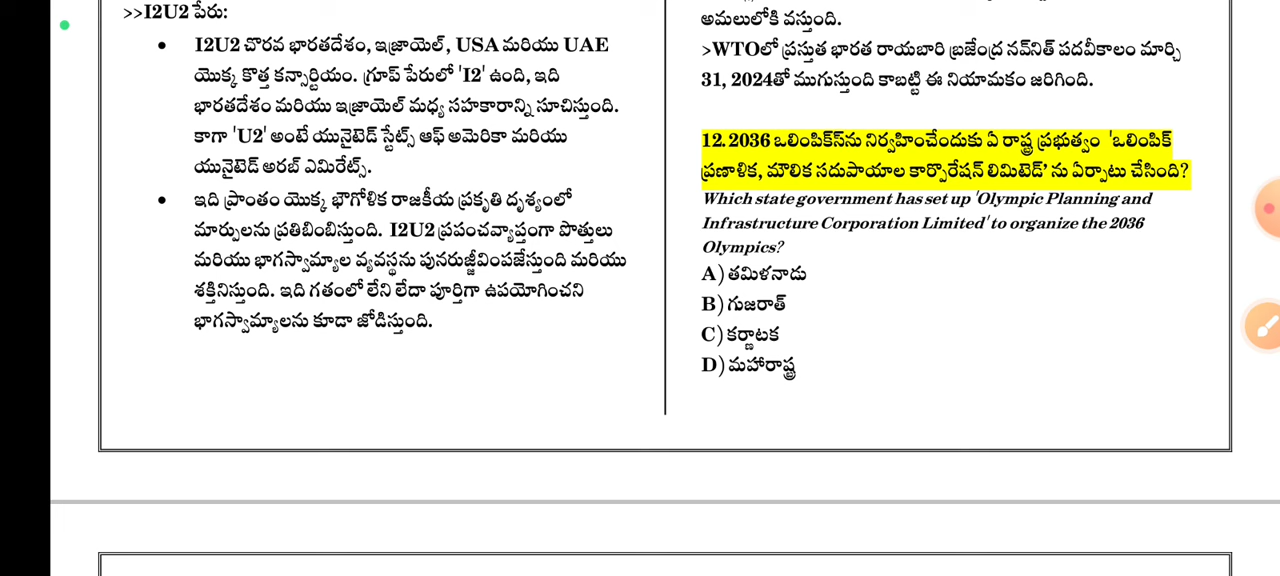 >>I2U2 పేరు:
• I2U2 చొరవ భారతదేశం, ఇజ్రాయెల్, USA మరియు UAE
యొక్క కొత్త కన్సార్టియం. గ్రూప్ పేరులో 'I2' ఉంది, ఇది
భారతదేశం మరియు ఇజ్రాయెల్ మధ్య సహకారాన్ని సూచిస్తుంది.
కాగా 'U2' అంటే యునైటెడ్ స్టేట్స్ ఆఫ్ అమెరికా మరియు
యునైటెడ్ అరబ్ ఎమిరేట్స్.
• ఇది ప్రాంతం యొక్క భౌగోళిక రాజకీయ ప్రకృతి దృశ్యంలో
మార్పులను ప్రతిబింబిస్తుంది. I2U2 ప్రపంచవ్యాప్తంగా పొత్తులు
మరియు భాగస్వామ్యాల వ్యవస్థను పునరుజ్జీవింపజేస్తుంది మరియు
శక్తినిస్తుంది. ఇది గతంలో లేని లేదా పూర్తిగా ఉపయోగించని
భాగస్వామ్యాలను కూడా జోడిస్తుంది.
అమలులోకి వస్తుంది.
>WTOలో ప్రస్తుత భారత రాయబారి బ్రజేంద్ర నవ్‌నిత్ పదవీకాలం మార్చి
31, 2024తో ముగుస్తుంది కాబట్టి ఈ నియామకం జరిగింది.
12. 2036 ఒలింపిక్స్‌ను నిర్వహించేందుకు ఏ రాష్ట్ర ప్రభుత్వం 'ఒలింపిక్
ప్రణాళిక, మౌలిక సదుపాయాల కార్పొరేషన్ లిమిటెడ్' ను ఏర్పాటు చేసింది?
Which state government has set up 'Olympic Planning and
Infrastructure Corporation Limited' to organize the 2036
Olympics?
A) తమిళనాడు
B) గుజరాత్
C) కర్ణాటక
D) మహారాష్ట్ర